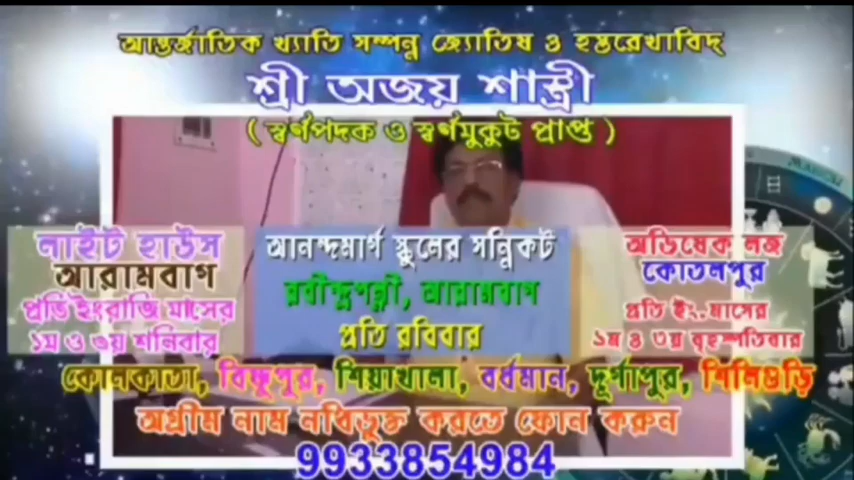 আন্তর্জাতিক খ্যাতি সম্পন্ন জ্যোতিষ ও হস্তরেখাবিদ্
শ্রী অজয় শাস্ত্রী
( স্বর্ণপদক ও স্বর্ণমুকুট প্রাপ্ত )
লাইট হাউস
আরামবাগ
প্রতি ইংরাজি মাসের
১ম ও ৩য় শনিবার
আনন্দমার্গ স্কুলের সন্নিকট
রবীন্দ্রপল্লী, আরামবাগ
প্রতি রবিবার
অভিষেক লজ
কোতলপুর
প্রতি ইং..মাসের
১ম ও ৩য় বৃহস্পতিবার
কোলকাতা, বিষ্ণুপুর, শিয়াখালা, বর্ধমান, দূর্গাপুর, শিলিগুড়ি
অগ্রীম নাম নথিভুক্ত করতে ফোন করুন
9933854984